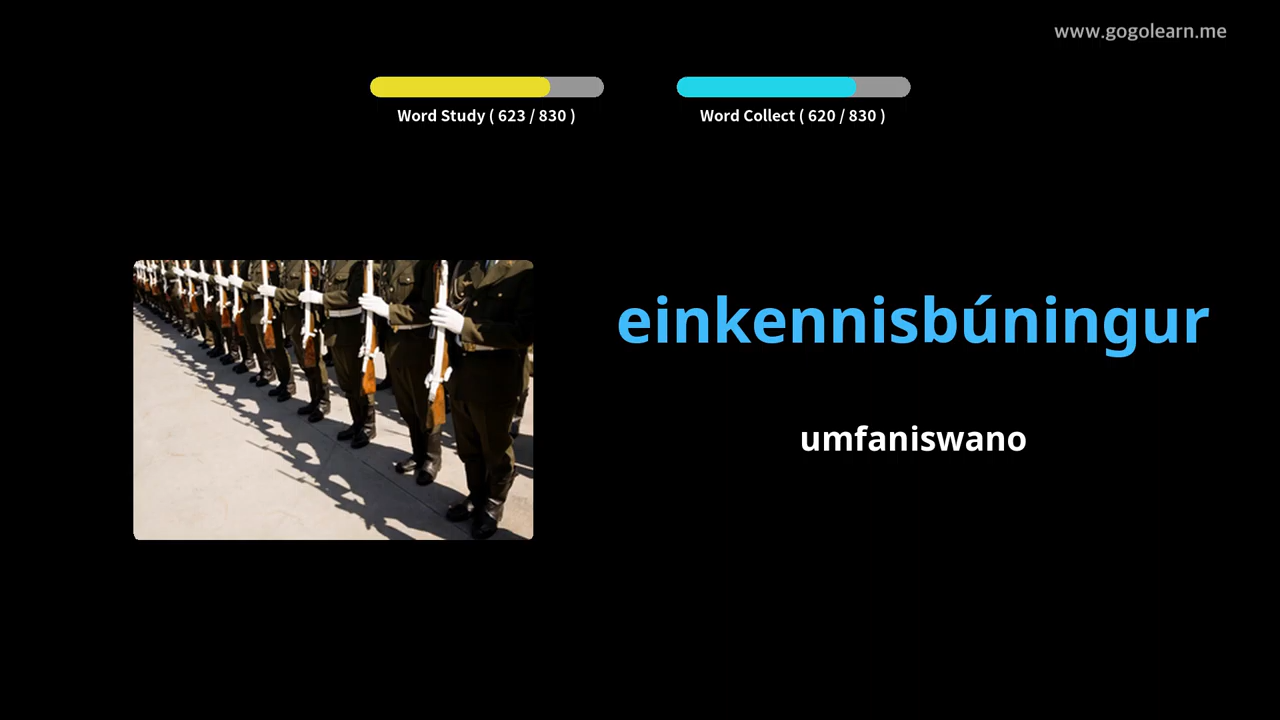 www.gogolearn.me
Word Study ( 623 / 830 )
Word Collect ( 620 / 830 )
einkennisbúningur
umfaniswano